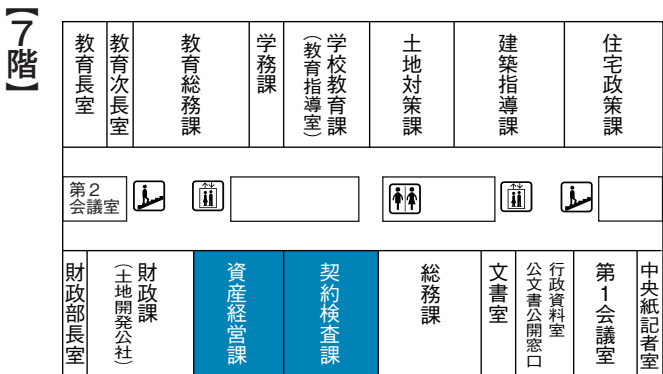 【7階】
教育長室
教育次長室
教育総務課
学務課
学校教育課
（教育指導室）
土地対策課
建築指導課
住宅政策課
第2
会議室
財政部長室
財政課
（土地開発公社）
資産経営課
契約検査課
総務課
文書室
行政資料室
公文書公開窓口
第1会議室
中央紙記者室